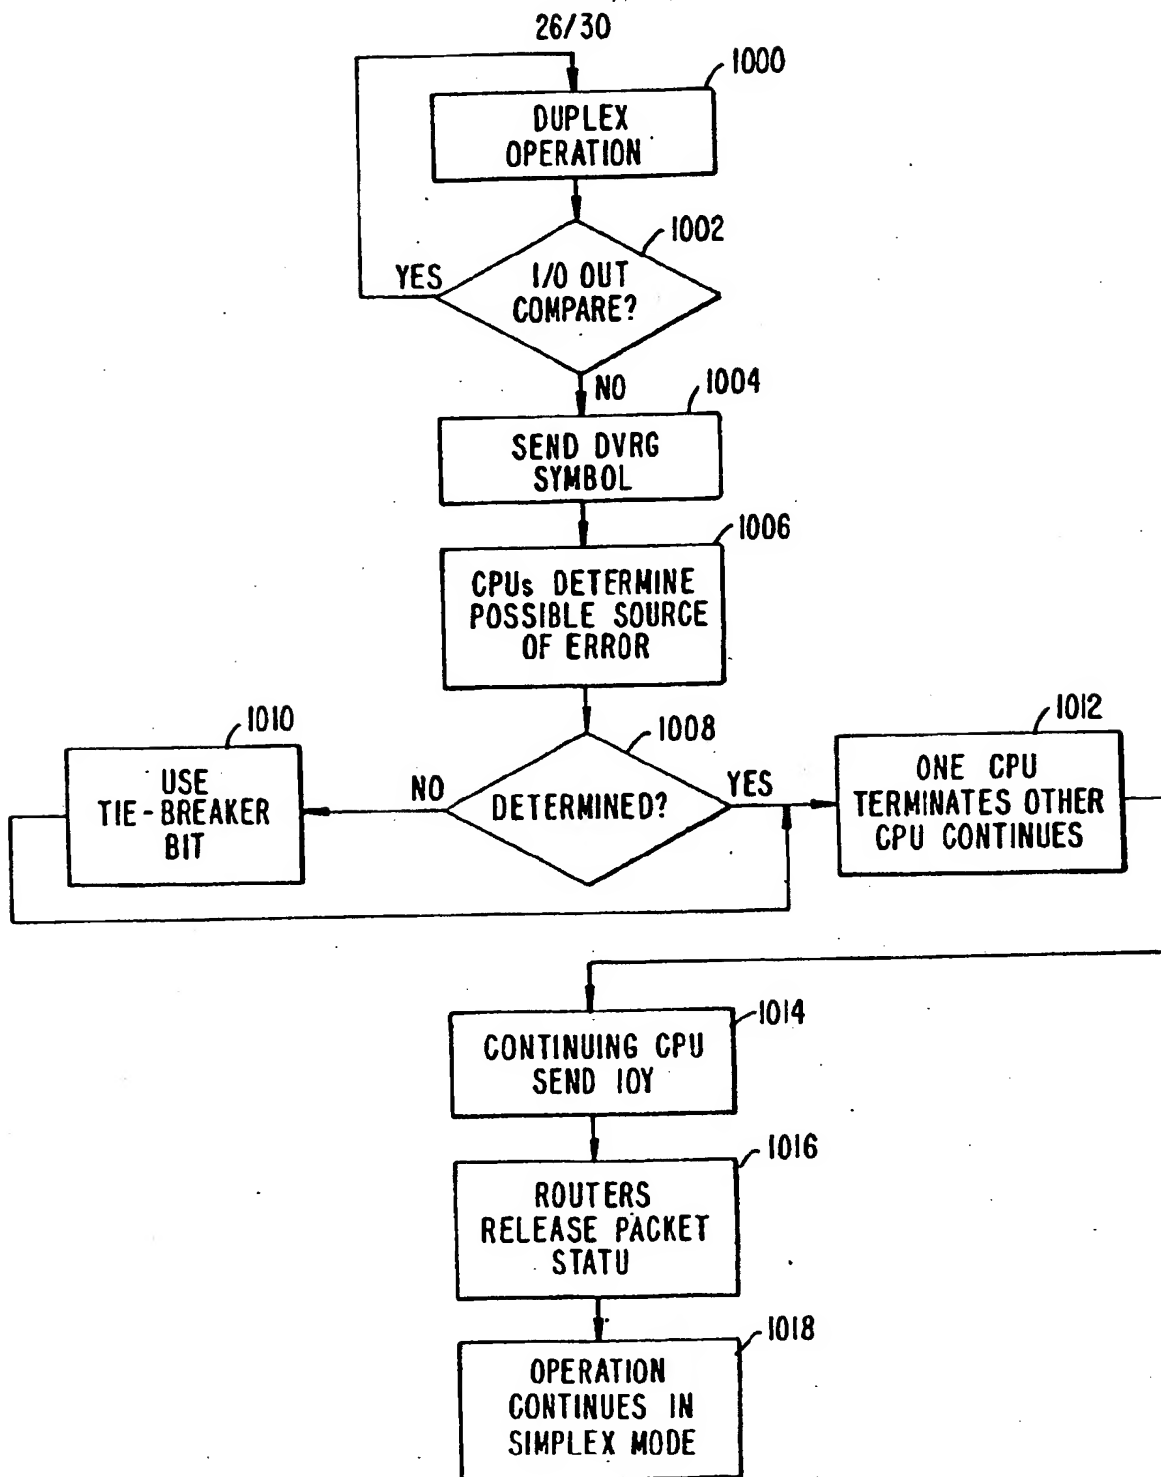 26/30
1000
DUPLEX
OPERATION
1002
YES
I/O OUT
COMPARE?
NO
1004
SEND DVRG
SYMBOL
1006
CPUs DETERMINE
POSSIBLE SOURCE
OF ERROR
1010
USE
TIE-BREAKER
BIT
1008
NO
DETERMINED?
YES
1012
ONE CPU
TERMINATES OTHER
CPU CONTINUES
1014
CONTINUING CPU
SEND IOY
1016
ROUTERS
RELEASE PACKET
STATU
1018
OPERATION
CONTINUES IN
SIMPLEX MODE